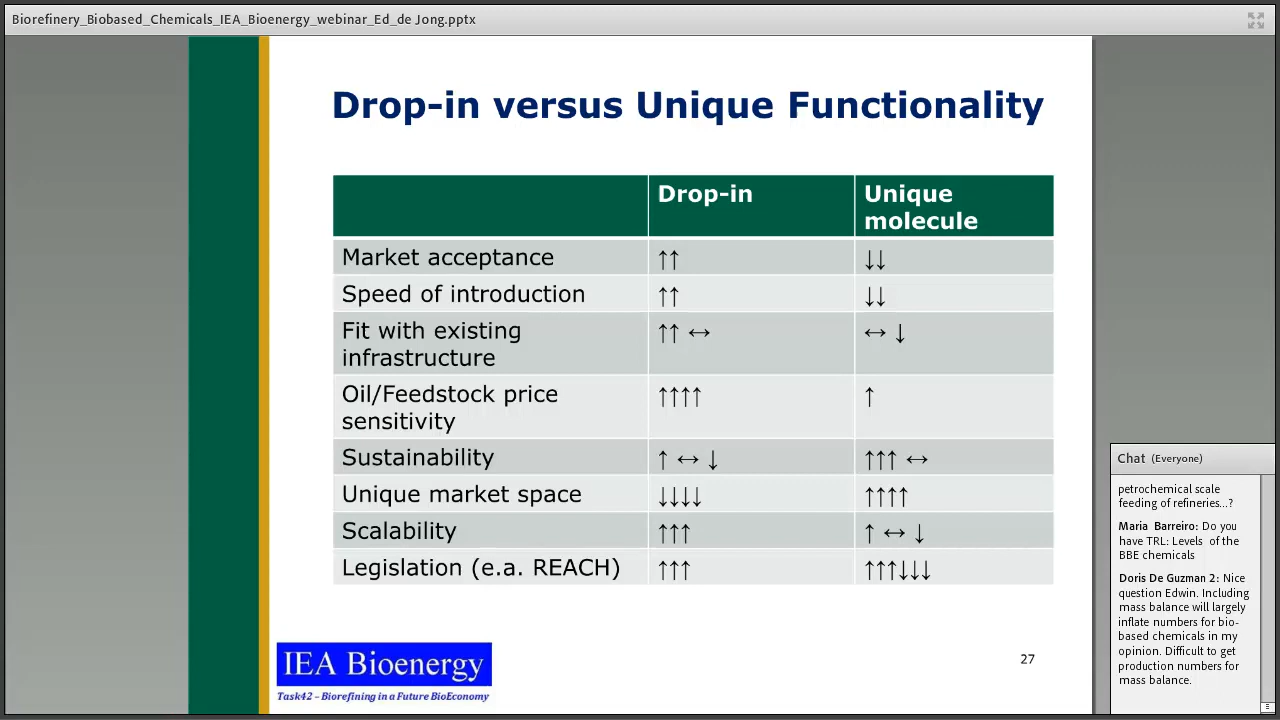 Biorefinery_Biobased_Chemicals_IEA_Bioenergy_webinar_Ed_de Jong.pptx
Drop-in versus Unique Functionality
Drop-in
Unique
molecule
Market acceptance
↑↑
↓↓
Speed of introduction
↑↑
↓↓
Fit with existing
infrastructure
↑↑ ↔
↔ ↓
Oil/Feedstock price
sensitivity
↑↑↑↑
↑
Sustainability
↑ ↔ ↓
↑↑↑ ↔
Unique market space
↓↓↓↓
↑↑↑↑
Scalability
↑↑↑
↑ ↔ ↓
Legislation (e.a. REACH)
↑↑↑
↑↑↑↓↓↓
IEA Bioenergy
Task42 – Biorefining in a Future BioEconomy
27
Chat (Everyone)
petrochemical scale
feeding of refineries...?
Maria Barreiro: Do you
have TRL: Levels of the
BBE chemicals
Doris De Guzman 2: Nice
question Edwin. Including
mass balance will largely
inflate numbers for bio-
based chemicals in my
opinion. Difficult to get
production numbers for
mass balance.